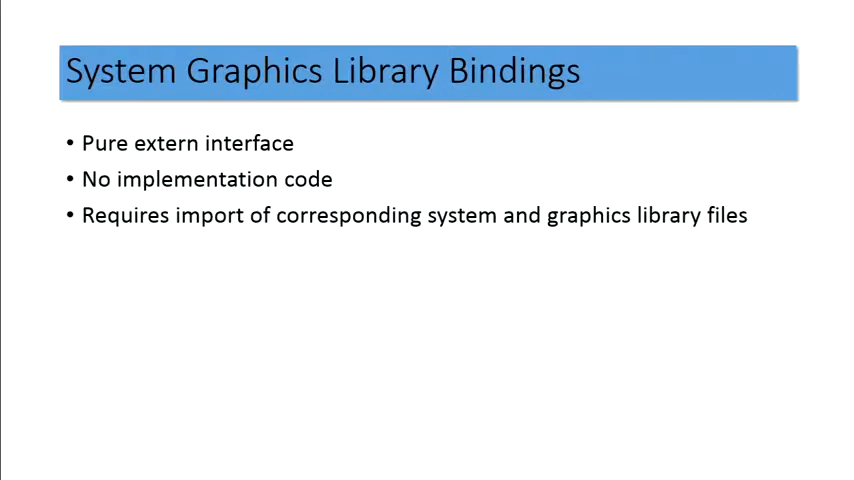 System Graphics Library Bindings
• Pure extern interface
• No implementation code
• Requires import of corresponding system and graphics library files